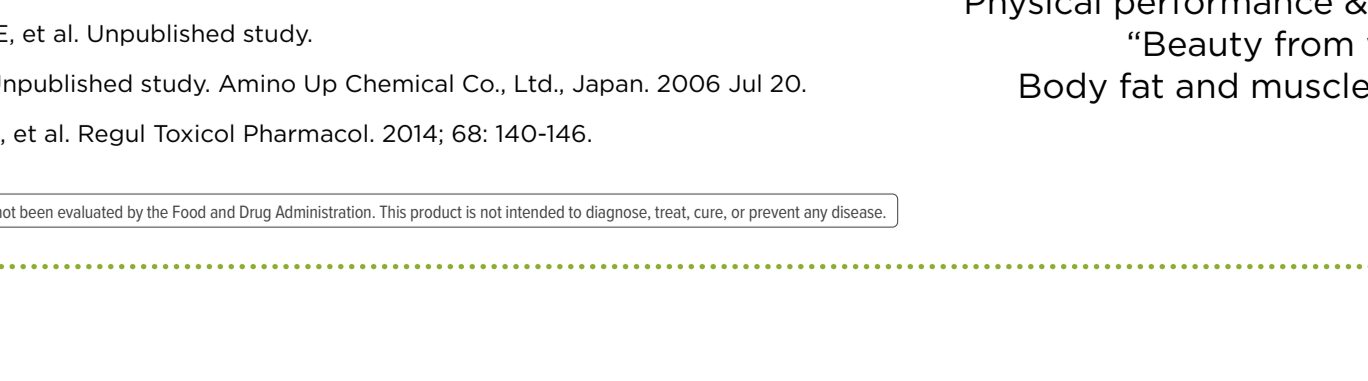 E, et al. Unpublished study.
Unpublished study. Amino Up Chemical Co., Ltd., Japan. 2006 Jul 20.
, et al. Regul Toxicol Pharmacol. 2014; 68: 140-146.
not been evaluated by the Food and Drug Administration. This product is not intended to diagnose, treat, cure, or prevent any disease.
Physical performance &
“Beauty from
Body fat and muscle